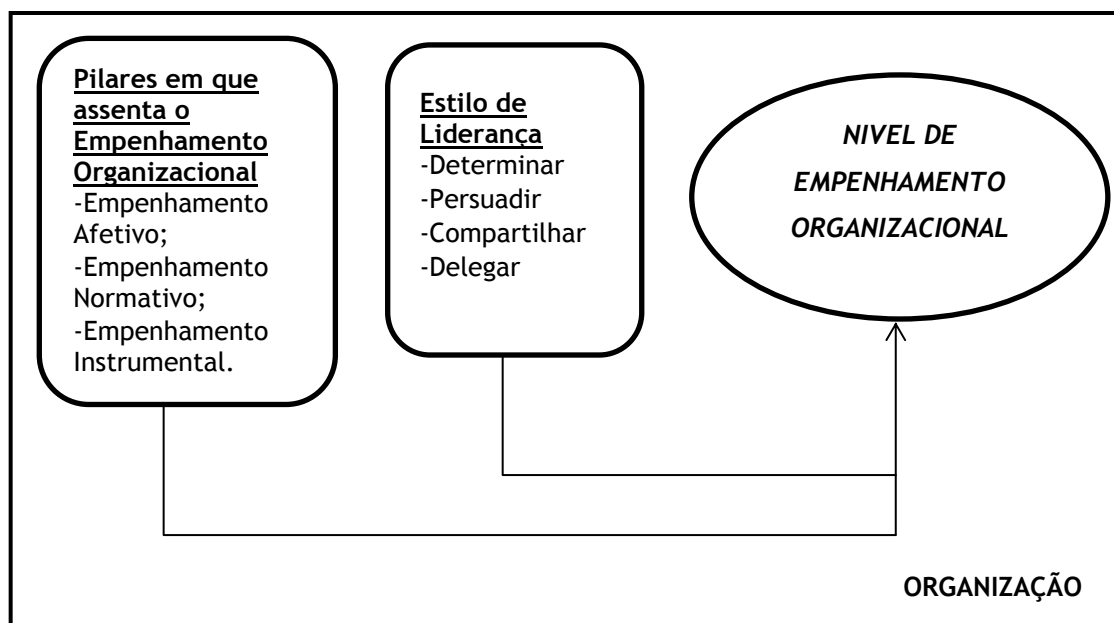 Pilares em que
assenta o
Empenhamento
Organizacional
-Empenhamento
Afetivo;
-Empenhamento
Normativo;
-Empenhamento
Instrumental.
Estilo de
Liderança
-Determinar
-Persuadir
-Compartilhar
-Delegar
NIVEL DE
EMPENHAMENTO
ORGANIZACIONAL
ORGANIZAÇÃO